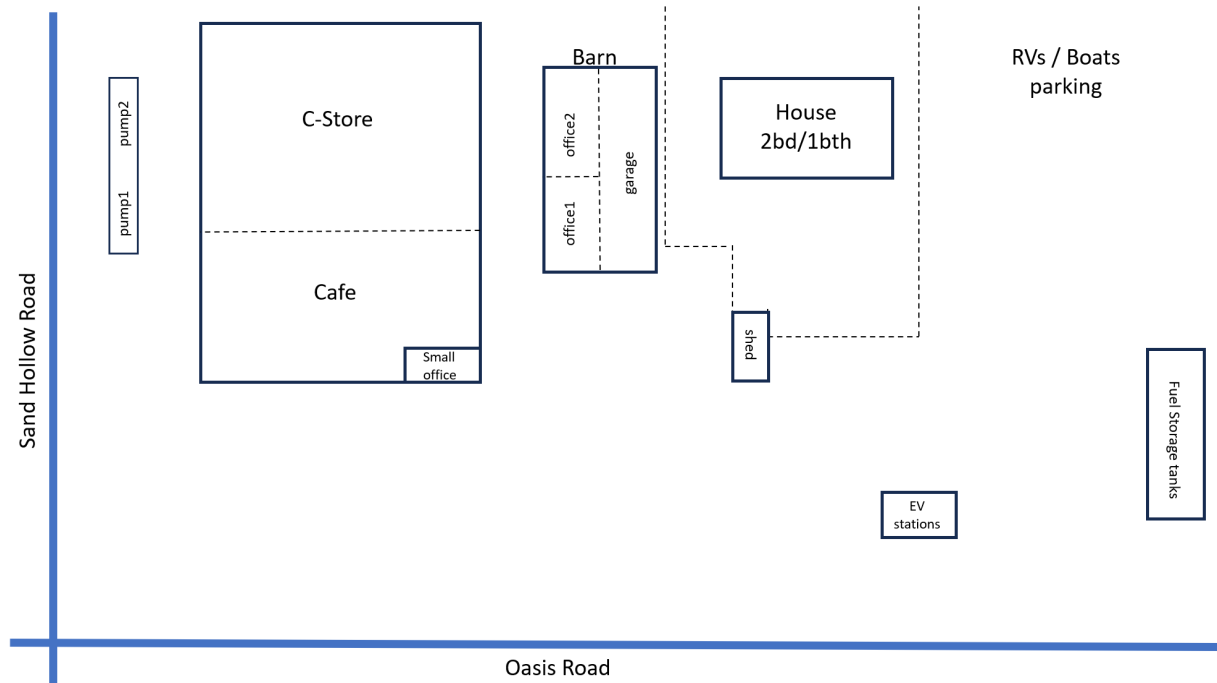 Barn
RVs / Boats
parking
pump2
pump1
C-Store
office2
office1
garage
House
2bd/1bth
Cafe
Small
office
shed
Sand Hollow Road
Fuel Storage tanks
EV
stations
Oasis Road